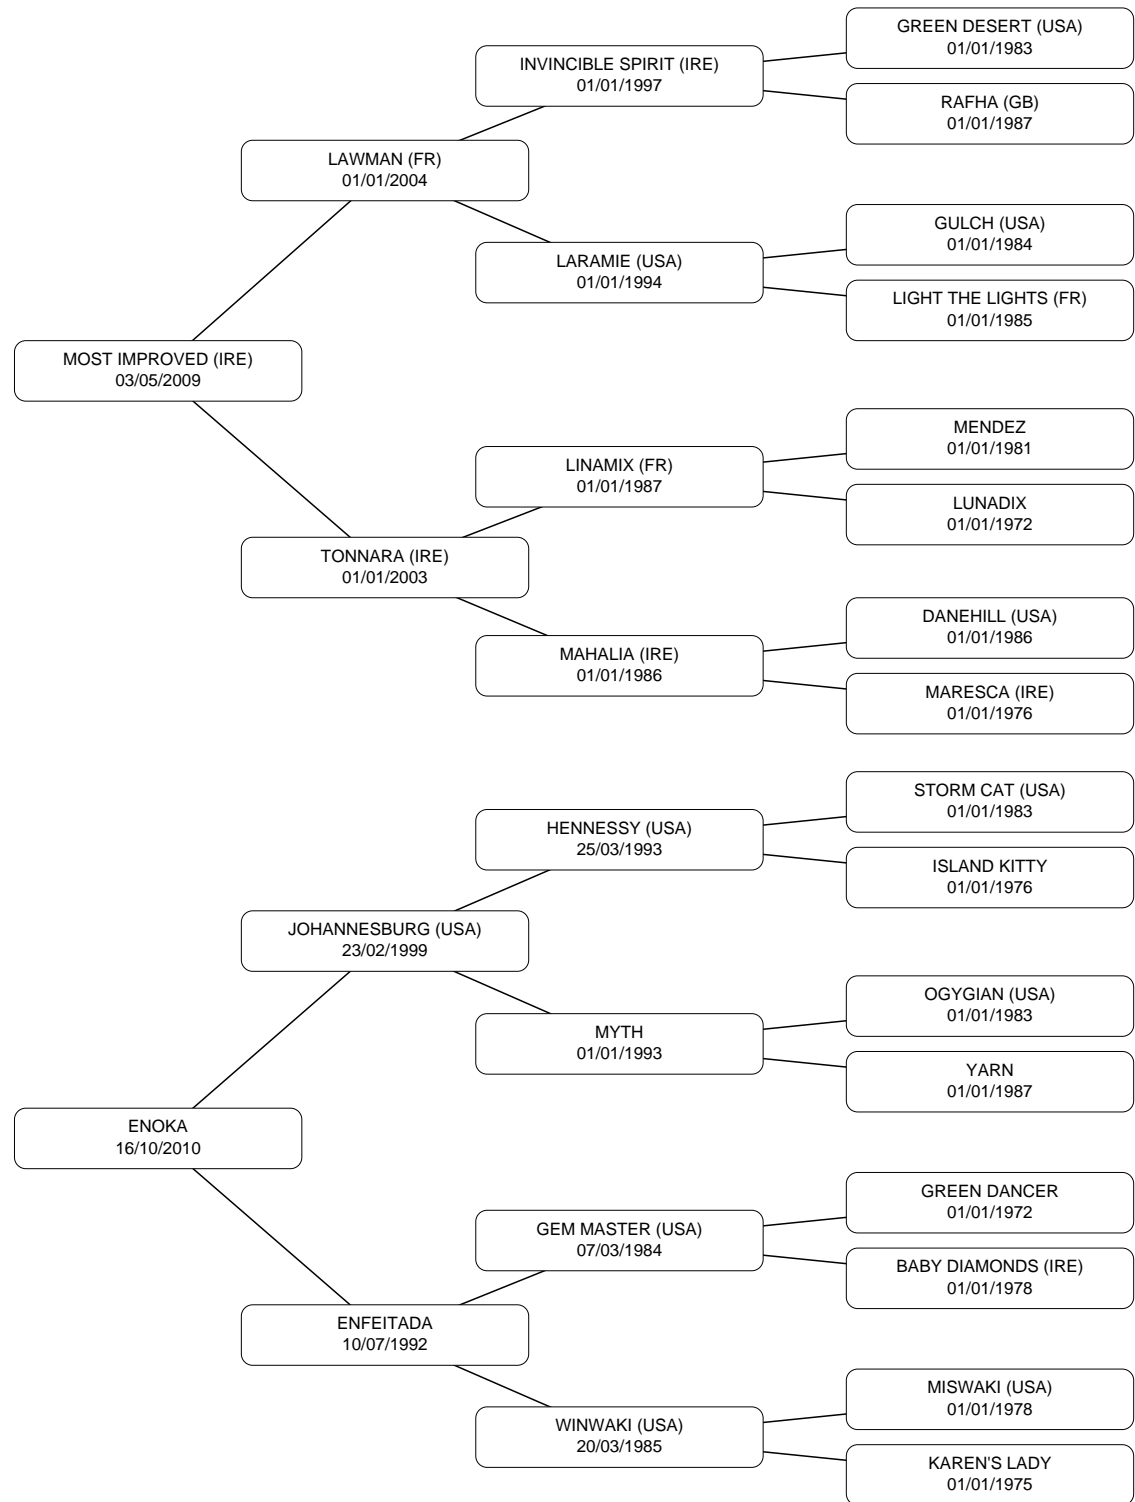 GREEN DESERT (USA)
01/01/1983
INVINCIBLE SPIRIT (IRE)
01/01/1997
RAFHA (GB)
01/01/1987
LAWMAN (FR)
01/01/2004
GULCH (USA)
01/01/1984
LARAMIE (USA)
01/01/1994
LIGHT THE LIGHTS (FR)
01/01/1985
MOST IMPROVED (IRE)
03/05/2009
MENDEZ
01/01/1981
LINAMIX (FR)
01/01/1987
LUNADIX
01/01/1972
TONNARA (IRE)
01/01/2003
DANEHILL (USA)
01/01/1986
MAHALIA (IRE)
01/01/1986
MARESCA (IRE)
01/01/1976
STORM CAT (USA)
01/01/1983
HENNESSY (USA)
25/03/1993
ISLAND KITTY
01/01/1976
JOHANNESBURG (USA)
23/02/1999
OGYGIAN (USA)
01/01/1983
MYTH
01/01/1993
YARN
01/01/1987
ENOKA
16/10/2010
GREEN DANCER
01/01/1972
GEM MASTER (USA)
07/03/1984
BABY DIAMONDS (IRE)
01/01/1978
ENFEITADA
10/07/1992
MISWAKI (USA)
01/01/1978
WINWAKI (USA)
20/03/1985
KAREN'S LADY
01/01/1975